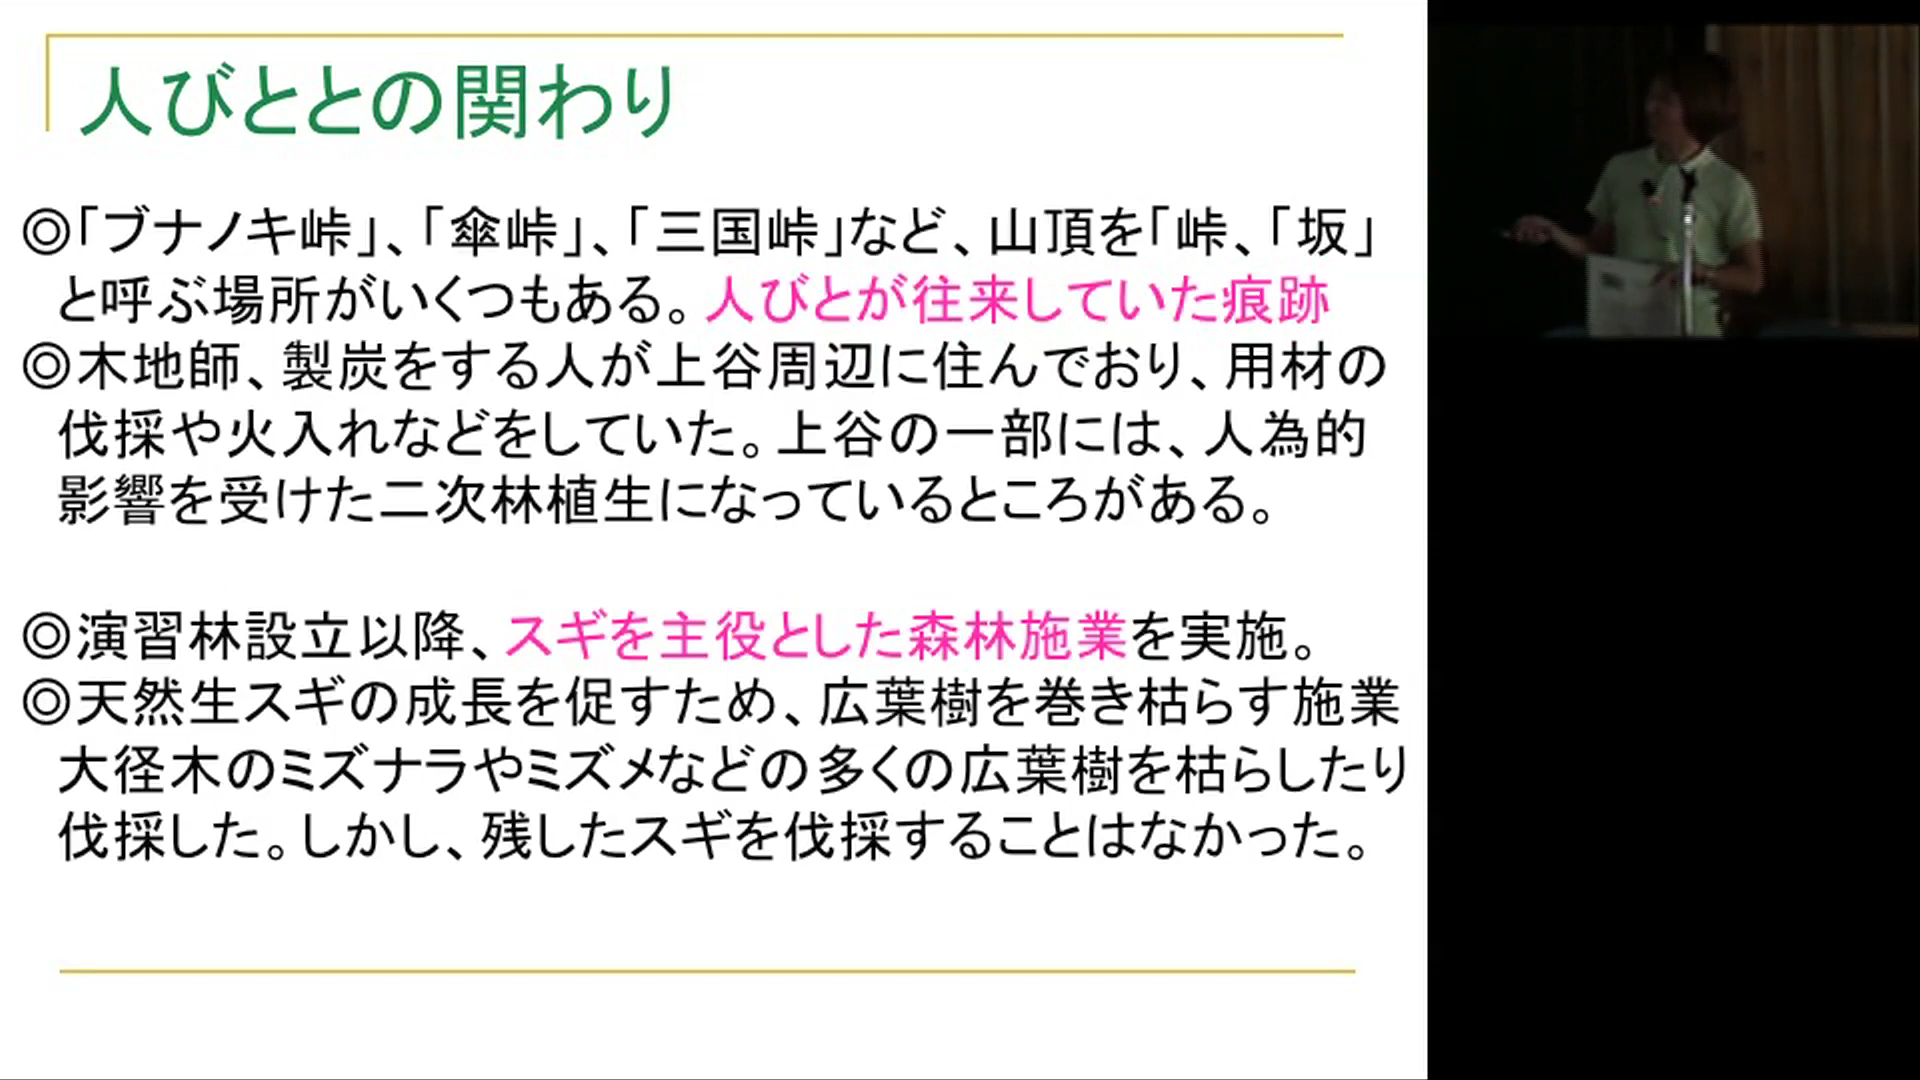 人びととの関わり
◎「ブナノキ峠」、「傘峠」、「三国峠」など、山頂を「峠、「坂」
と呼ぶ場所がいくつもある。人びとが往来していた痕跡
◎木地師、製炭をする人が上谷周辺に住んでおり、用材の
伐採や火入れなどをしていた。上谷の一部には、人為的
影響を受けた二次林植生になっているところがある。
◎演習林設立以降、スギを主役とした森林施業を実施。
◎天然生スギの成長を促すため、広葉樹を巻き枯らす施業
大径木のミズナラやミズメなどの多くの広葉樹を枯らしたり
伐採した。しかし、残したスギを伐採することはなかった。